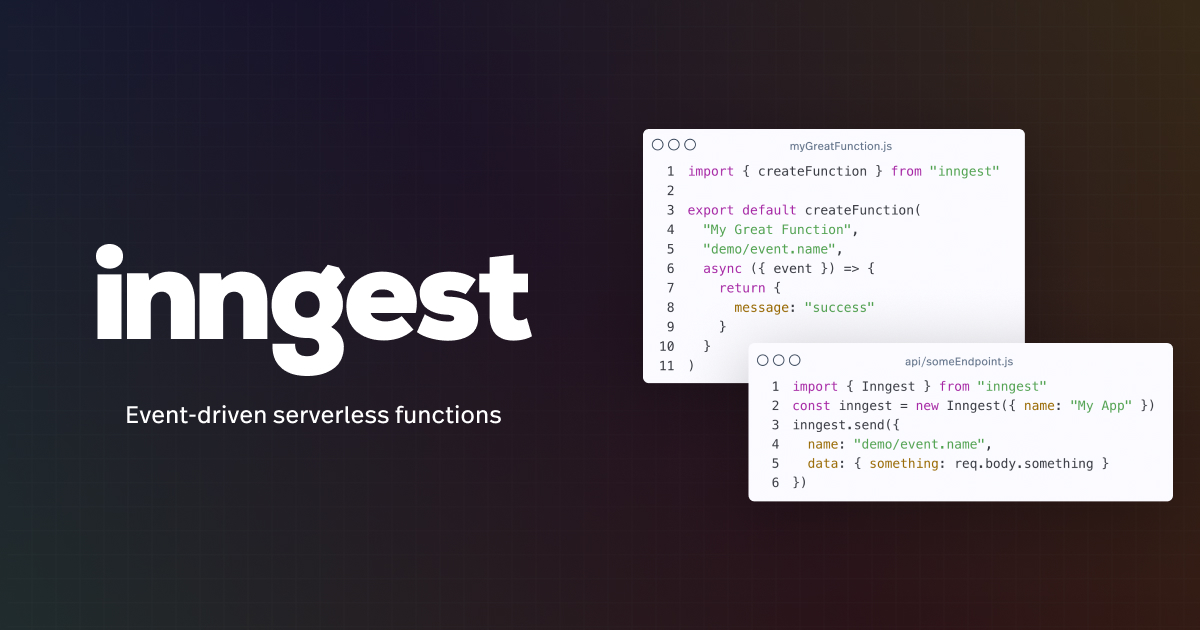 inngest
Event-driven serverless functions
myGreatFunction.js
1 import { createFunction } from "inngest"
2
3 export default createFunction(
4   "My Great Function",
5   "demo/event.name",
6   async ({ event }) => {
7     return {
8       message: "success"
9     }
10   }
11 )
api/someEndpoint.js
1 import { Inngest } from "inngest"
2 const inngest = new Inngest({ name: "My App" })
3 inngest.send({
4   name: "demo/event.name",
5   data: { something: req.body.something }
6 })